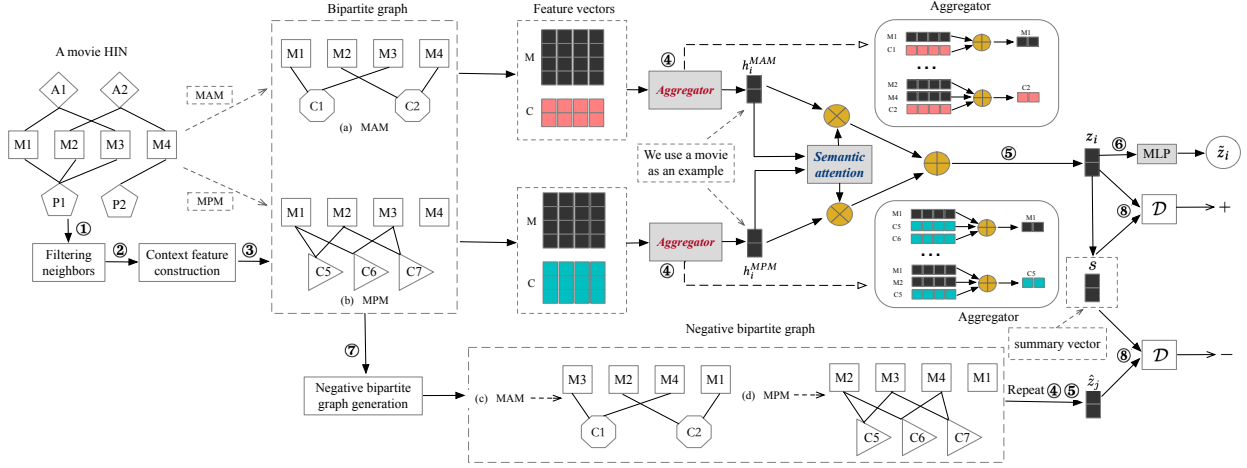 A movie HIN
A1
A2
M1
M2
M3
M4
P1
P2
①
Filtering
neighbors
②
Context feature
construction
③
MAM
MPM
Bipartite graph
M1
M2
M3
M4
C1
C2
(a) MAM
M1
M2
M3
M4
C5
C6
C7
(b) MPM
⑦
Negative bipartite
graph generation
Feature vectors
M
C
M
C
④
Aggregator
Aggregator
④
h_i^{MAM}
We use a movie
as an example
h_i^{MPM}
Semantic
attention
Aggregator
M1
C1
M1
...
M2
M4
C2
C2
M1
C5
C6
M1
...
M1
M2
C5
C5
Aggregator
⑤
z_i
⑥
MLP
z̃_i
⑧
D
+
s
summary vector
⑧
D
−
Negative bipartite graph
(c) MAM
M3
M2
M4
M1
C1
C2
(d) MPM
M2
M3
M4
M1
C5
C6
C7
Repeat ④ ⑤
ẑ_j